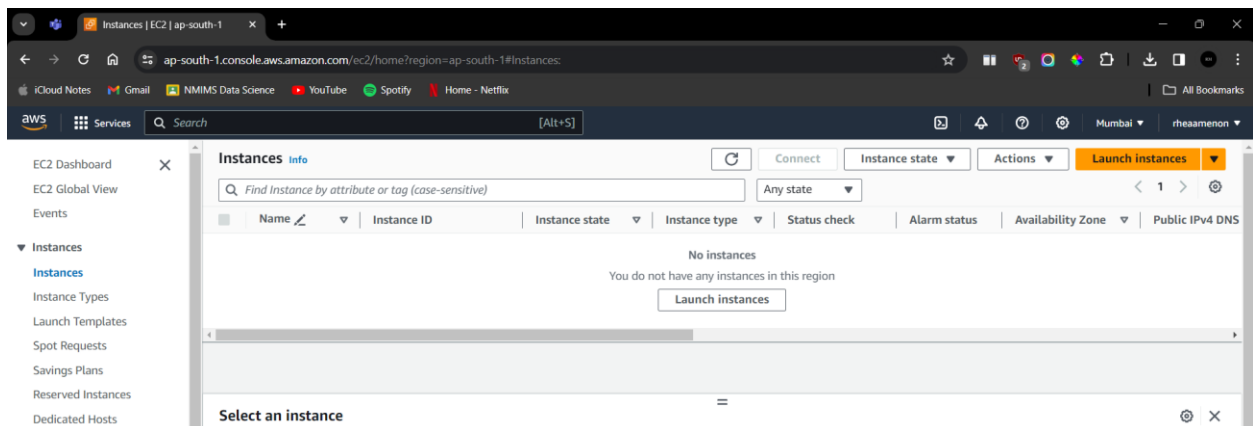 Instances | EC2 | ap-south-1
ap-south-1.console.aws.amazon.com/ec2/home?region=ap-south-1#Instances:
iCloud Notes Gmail NMIMS Data Science YouTube Spotify Home - Netflix All Bookmarks
aws Services Search [Alt+S] Mumbai rheaamenon
EC2 Dashboard
EC2 Global View
Events
Instances
Instances
Instance Types
Launch Templates
Spot Requests
Savings Plans
Reserved Instances
Dedicated Hosts
Instances Info Connect Instance state Actions Launch instances
Find Instance by attribute or tag (case-sensitive) Any state 1
Name Instance ID Instance state Instance type Status check Alarm status Availability Zone Public IPv4 DNS
No instances
You do not have any instances in this region
Launch instances
Select an instance